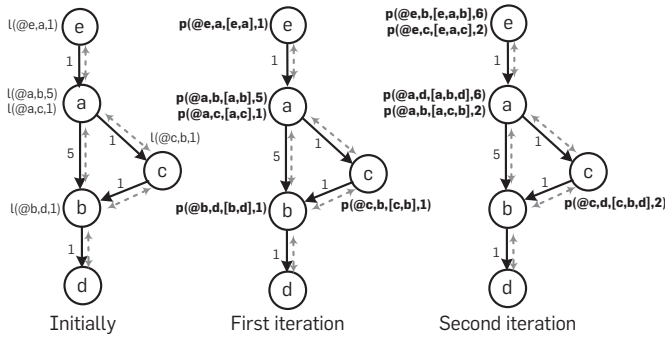 l(@e,a,1)
e
1
l(@a,b,5)
l(@a,c,1)
a
l(@c,b,1)
1
5
c
1
l(@b,d,1)
b
1
d
Initially
p(@e,a,[e,a],1)
e
1
p(@a,b,[a,b],5)
p(@a,c,[a,c],1)
a
1
5
c
1
p(@b,d,[b,d],1)
b
p(@c,b,[c,b],1)
1
d
First iteration
p(@e,b,[e,a,b],6)
p(@e,c,[e,a,c],2)
e
1
p(@a,d,[a,b,d],6)
p(@a,b,[a,c,b],2)
a
1
5
c
1
b
p(@c,d,[c,b,d],2)
1
d
Second iteration